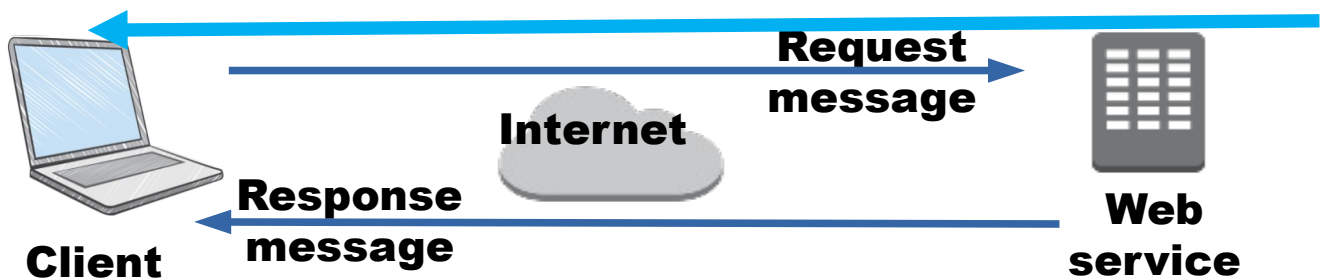 Request
message
Internet
Response
message
Web
service
Client